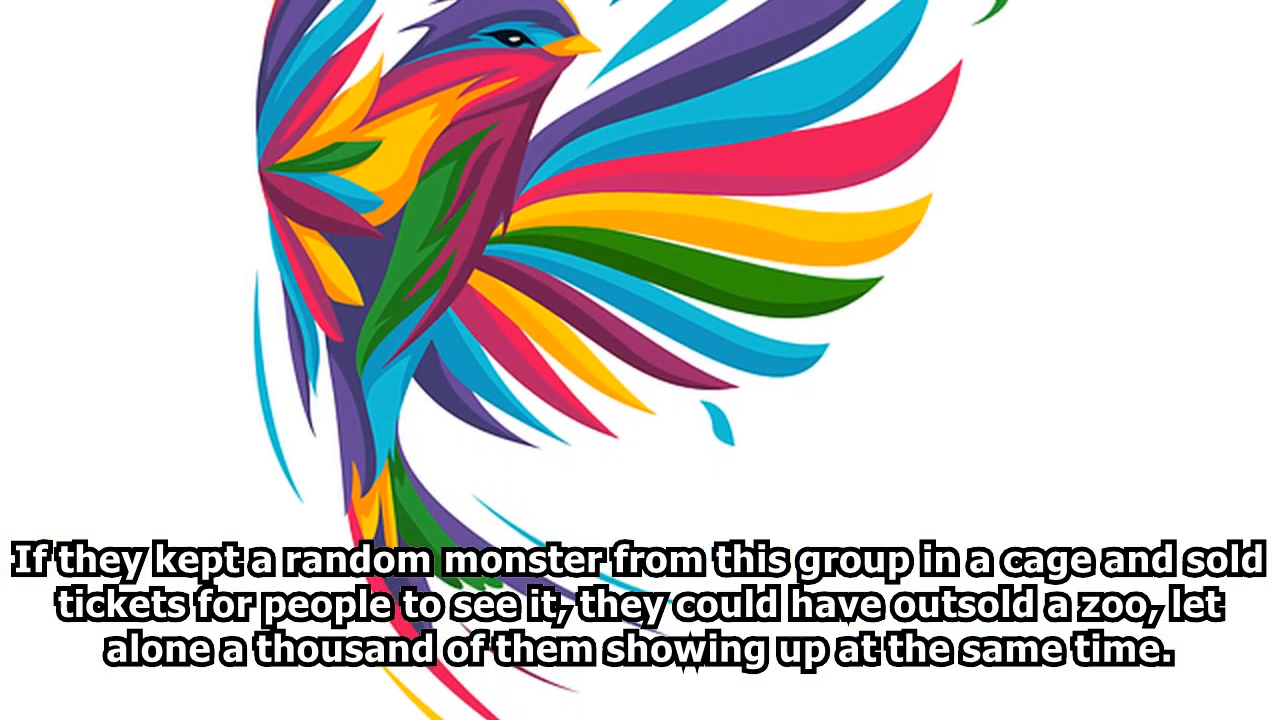 If they kept a random monster from this group in a cage and sold
tickets for people to see it, they could have outsold a zoo, let
alone a thousand of them showing up at the same time.